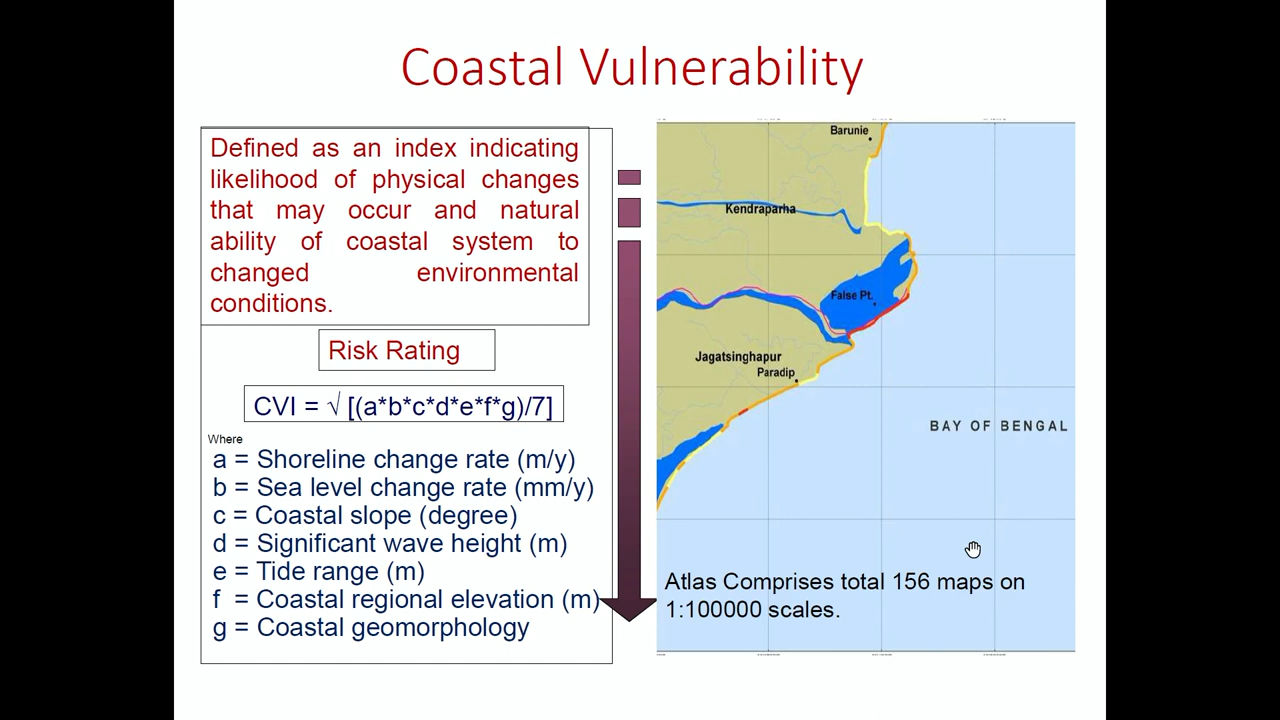 Coastal Vulnerability
Defined as an index indicating
likelihood of physical changes
that may occur and natural
ability of coastal system to
changed environmental
conditions.
Risk Rating
CVI = √ [(a*b*c*d*e*f*g)/7]
Where
a = Shoreline change rate (m/y)
b = Sea level change rate (mm/y)
c = Coastal slope (degree)
d = Significant wave height (m)
e = Tide range (m)
f = Coastal regional elevation (m)
g = Coastal geomorphology
Barunie
Kendraparha
False Pt.
Jagatsinghapur
Paradip
BAY OF BENGAL
Atlas Comprises total 156 maps on
1:100000 scales.